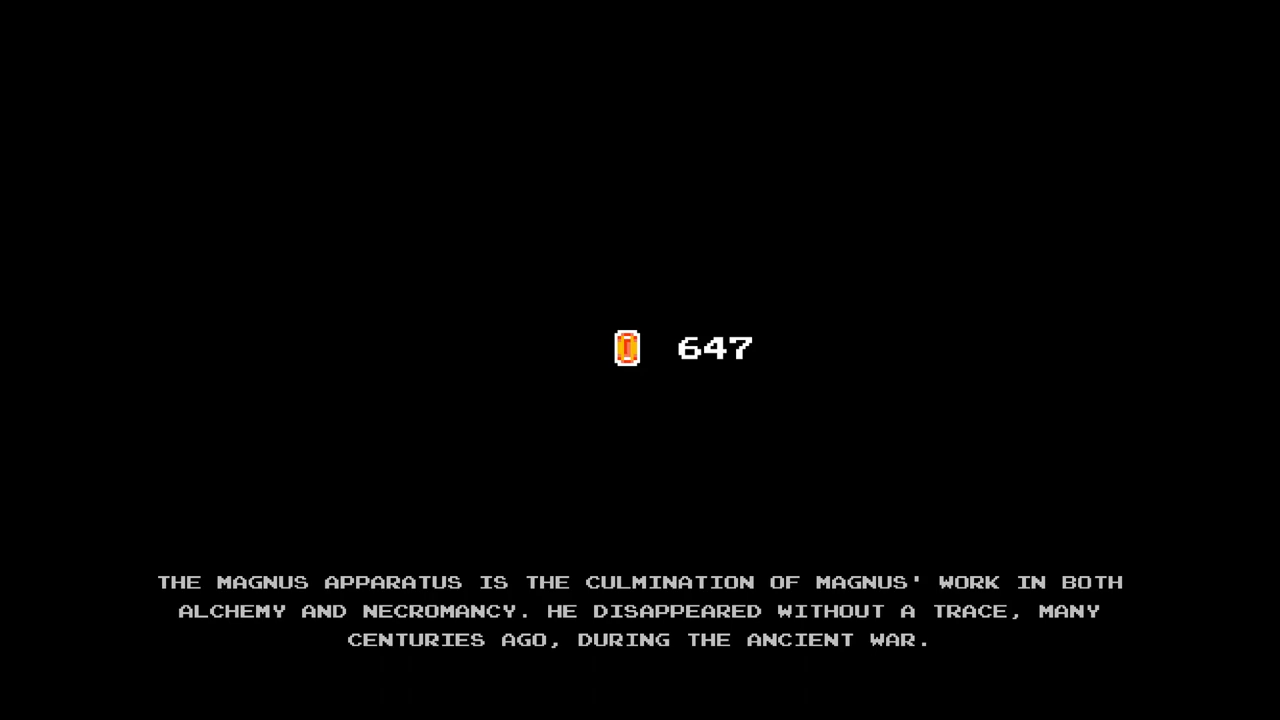 647
THE MAGNUS APPARATUS IS THE CULMINATION OF MAGNUS' WORK IN BOTH
ALCHEMY AND NECROMANCY. HE DISAPPEARED WITHOUT A TRACE, MANY
CENTURIES AGO, DURING THE ANCIENT WAR.